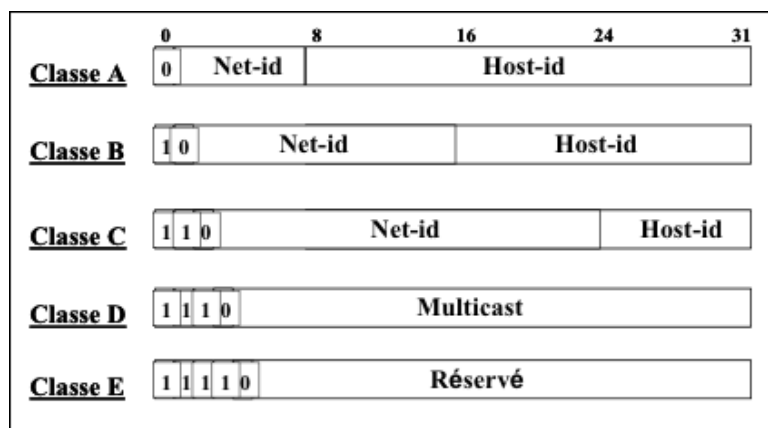 0 8 16 24 31
Classe A 0 Net-id Host-id
Classe B 1 0 Net-id Host-id
Classe C 1 1 0 Net-id Host-id
Classe D 1 1 1 0 Multicast
Classe E 1 1 1 1 0 Réservé